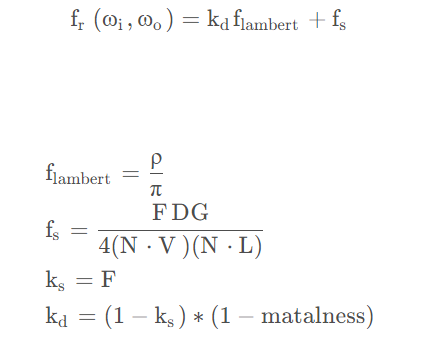 f_r (ω_i, ω_o) = k_d f_lambert + f_s
f_lambert = ρ/π
f_s = FDG/4(N · V)(N · L)
k_s = F
k_d = (1 − k_s) * (1 − matalness)